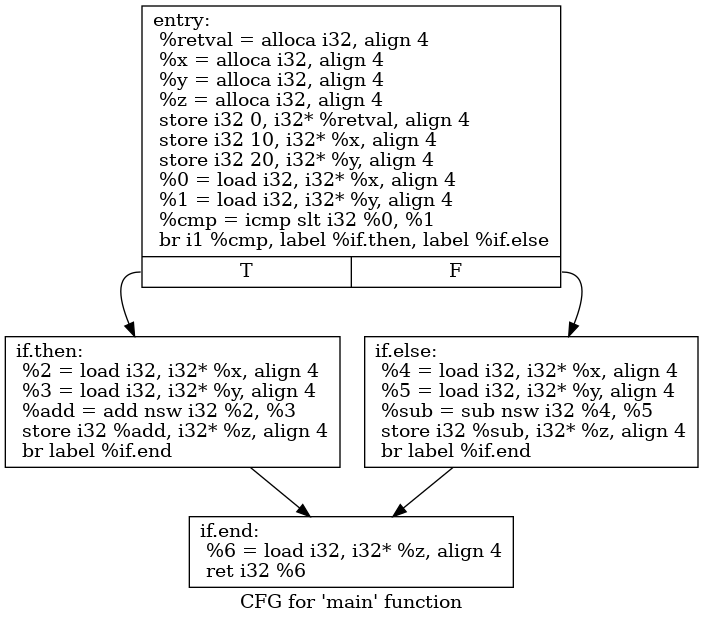 entry:
%retval = alloca i32, align 4
%x = alloca i32, align 4
%y = alloca i32, align 4
%z = alloca i32, align 4
store i32 0, i32* %retval, align 4
store i32 10, i32* %x, align 4
store i32 20, i32* %y, align 4
%0 = load i32, i32* %x, align 4
%1 = load i32, i32* %y, align 4
%cmp = icmp slt i32 %0, %1
br i1 %cmp, label %if.then, label %if.else
T
F
if.then:
%2 = load i32, i32* %x, align 4
%3 = load i32, i32* %y, align 4
%add = add nsw i32 %2, %3
store i32 %add, i32* %z, align 4
br label %if.end
if.else:
%4 = load i32, i32* %x, align 4
%5 = load i32, i32* %y, align 4
%sub = sub nsw i32 %4, %5
store i32 %sub, i32* %z, align 4
br label %if.end
if.end:
%6 = load i32, i32* %z, align 4
ret i32 %6
CFG for 'main' function